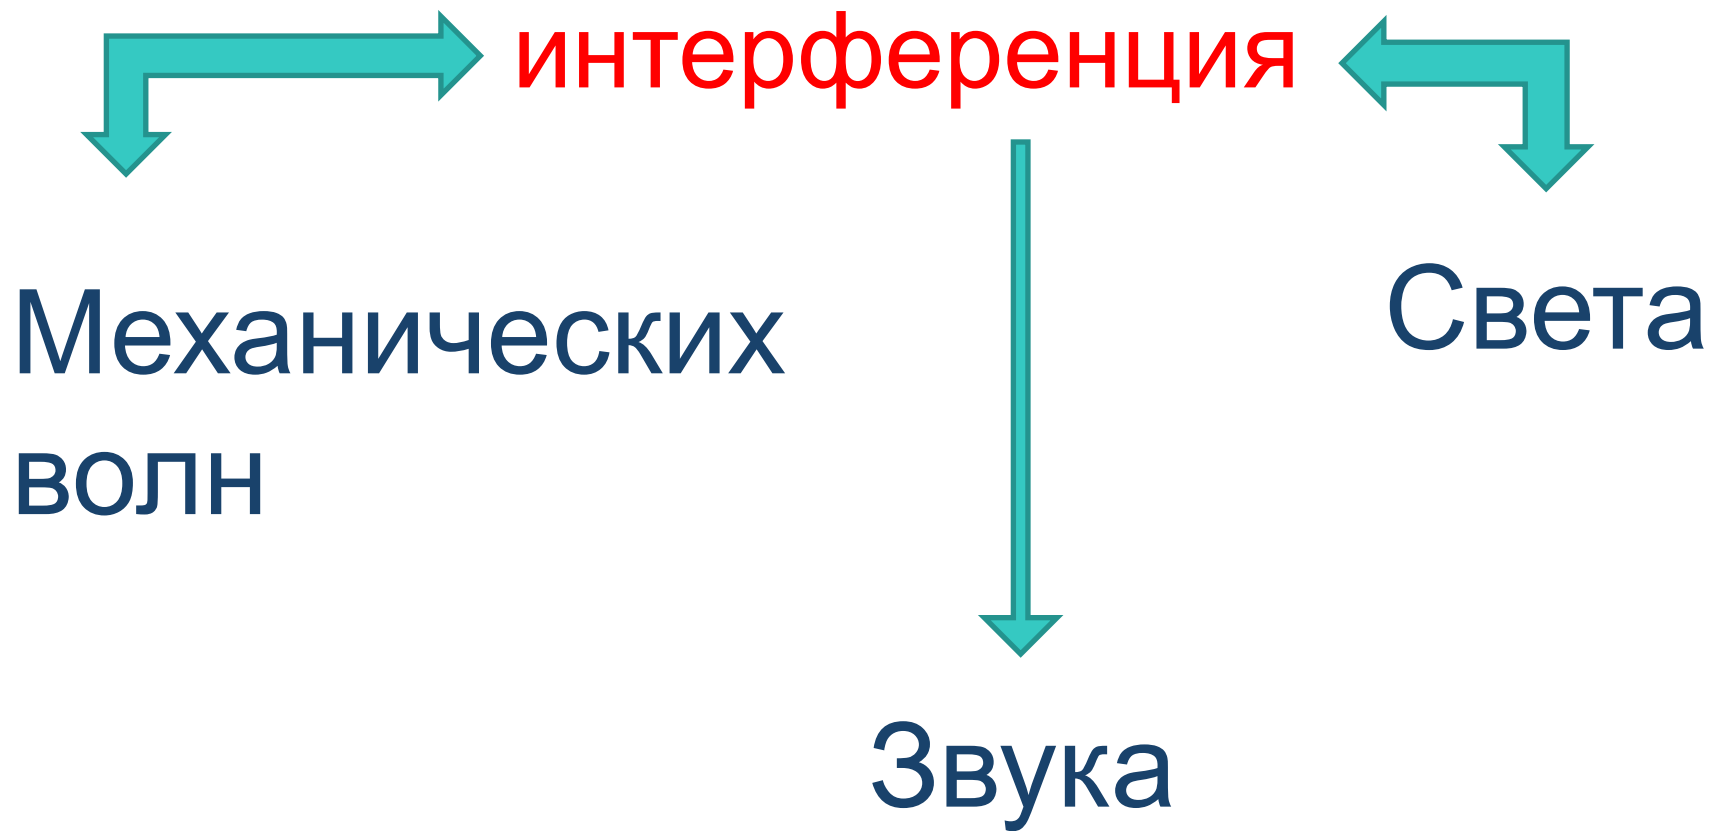 интерференция
Механических
волн
Света
Звука